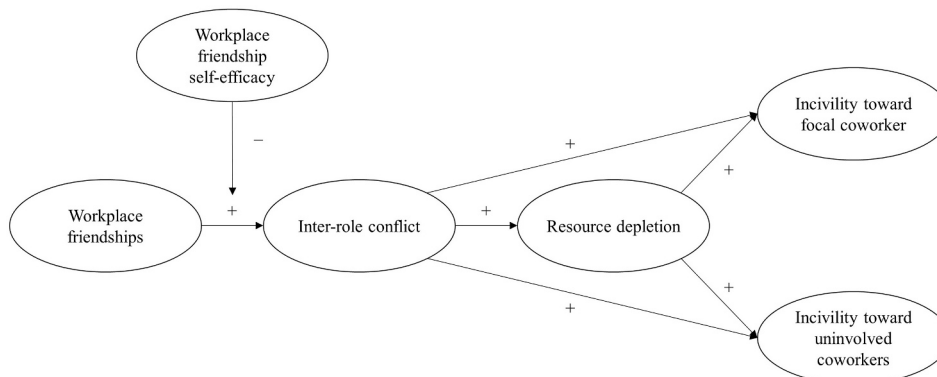 Workplace
friendship
self-efficacy
−
Workplace
friendships
+
Inter-role conflict
+
Resource depletion
+
+
Incivility toward
focal coworker
+
+
Incivility toward
uninvolved
coworkers